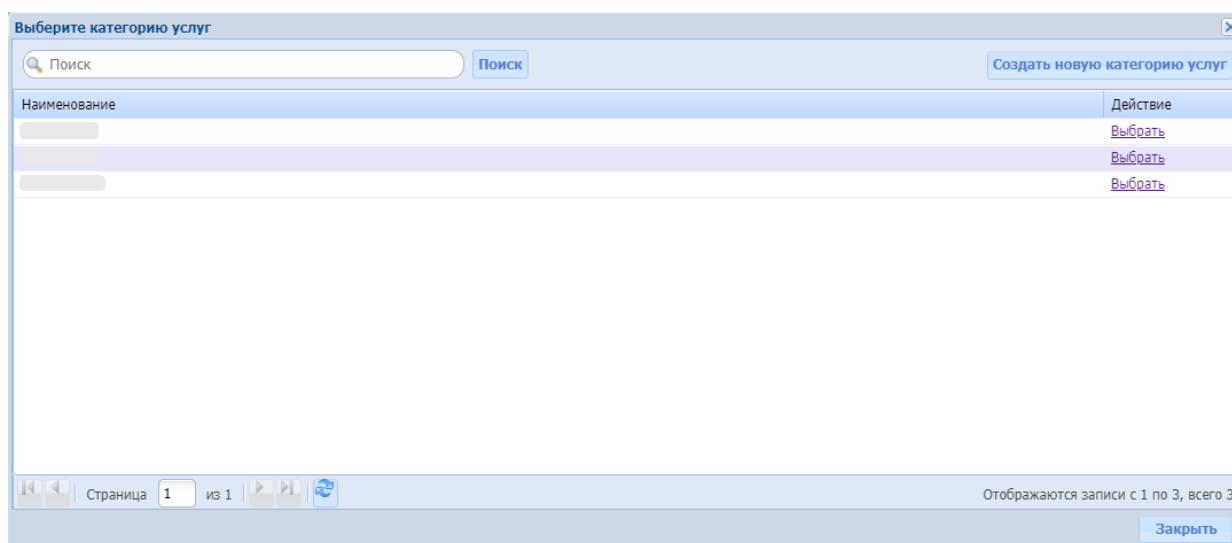 Выберите категорию услуг
Поиск Поиск Создать новую категорию услуг
Наименование Действие
Выбрать
Выбрать
Выбрать
Страница 1 из 1 Отображаются записи с 1 по 3, всего 3
Закрыть